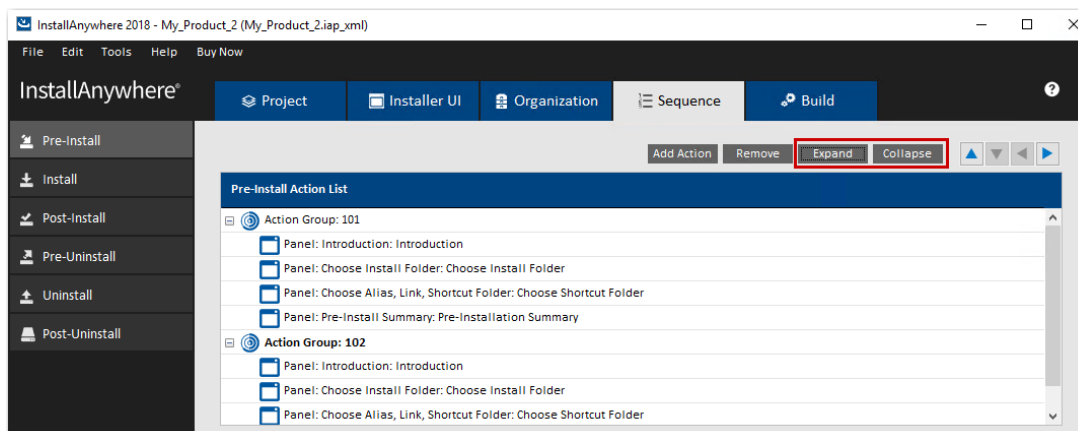 InstallAnywhere 2018 - My_Product_2 (My_Product_2.iap_xml)
File Edit Tools Help Buy Now
InstallAnywhere®
Project Installer UI Organization Sequence Build
Pre-Install
Install
Post-Install
Pre-Uninstall
Uninstall
Post-Uninstall
Add Action Remove Expand Collapse
Pre-Install Action List
Action Group: 101
Panel: Introduction: Introduction
Panel: Choose Install Folder: Choose Install Folder
Panel: Choose Alias, Link, Shortcut Folder: Choose Shortcut Folder
Panel: Pre-Install Summary: Pre-Installation Summary
Action Group: 102
Panel: Introduction: Introduction
Panel: Choose Install Folder: Choose Install Folder
Panel: Choose Alias, Link, Shortcut Folder: Choose Shortcut Folder